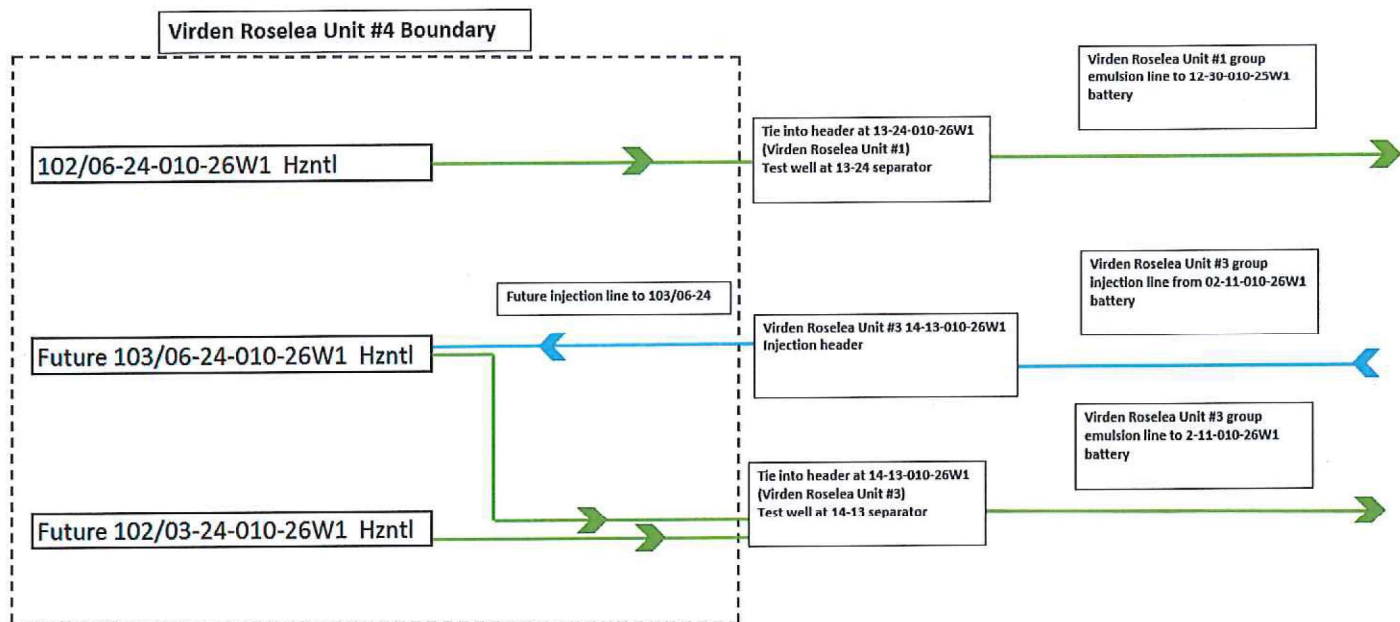 Virden Roselea Unit #4 Boundary
Virden Roselea Unit #1 group
emulsion line to 12-30-010-25W1
battery
102/06-24-010-26W1 Hzntl
Tie into header at 13-24-010-26W1
(Virden Roselea Unit #1)
Test well at 13-24 separator
Virden Roselea Unit #3 group
injection line from 02-11-010-26W1
battery
Future injection line to 103/06-24
Future 103/06-24-010-26W1 Hzntl
Virden Roselea Unit #3 14-13-010-26W1
Injection header
Virden Roselea Unit #3 group
emulsion line to 2-11-010-26W1
battery
Tie into header at 14-13-010-26W1
(Virden Roselea Unit #3)
Test well at 14-13 separator
Future 102/03-24-010-26W1 Hzntl